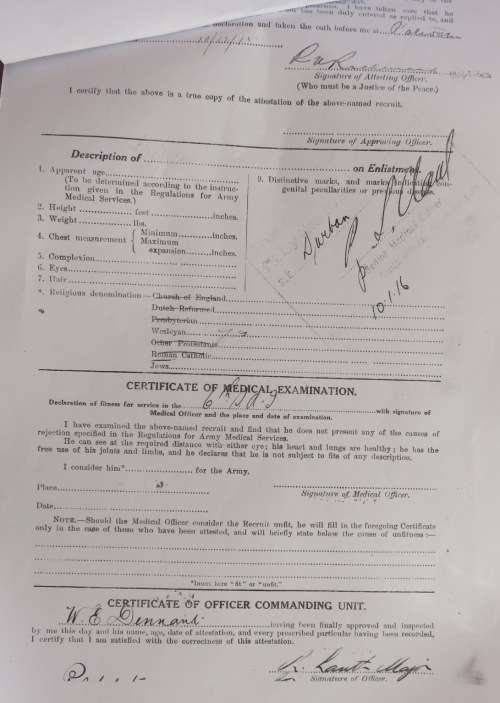 taken care that he
has been duly entered as replied to, and
declaration and taken the oath before me at
Signature of Attesting Officer.
(Who must be a Justice of the Peace.)
I certify that the above is a true copy of the attestation of the above-named recruit.
Signature of Approving Officer.
Description of on Enlistment.
1. Apparent age
(To be determined according to the instruction given in the Regulations for Army Medical Services.)
2. Height feet inches.
3. Weight lbs.
4. Chest measurement { Minimum inches.
Maximum
expansion inches.
5. Complexion
6. Eyes
7. Hair
8. Religious denomination—Church of England
Dutch Reformed
Presbyterian
Wesleyan
Other Protestants
Roman Catholic
Jews
9. Distinctive marks, and marks indicating congenital peculiarities or previous disease.
Durban
10-1-16
CERTIFICATE OF MEDICAL EXAMINATION.
Declaration of fitness for service in the with signature of
Medical Officer and the place and date of examination.
I have examined the above-named recruit and find that he does not present any of the causes of
rejection specified in the Regulations for Army Medical Services.
He can see at the required distance with either eye; his heart and lungs are healthy; he has the
free use of his joints and limbs, and he declares that he is not subject to fits of any description.
I consider him* for the Army.
Place
Signature of Medical Officer.
Date
NOTE.—Should the Medical Officer consider the Recruit unfit, he will fill in the foregoing Certificate
only in the case of those who have been attested, and will briefly state below the cause of unfitness:—
*Insert here "fit" or "unfit."
CERTIFICATE OF OFFICER COMMANDING UNIT.
W. E. Dennand having been finally approved and inspected
by me this day and his name, age, date of attestation, and every prescribed particular having been recorded,
I certify that I am satisfied with the correctness of this attestation.
Major
Signature of Officer.